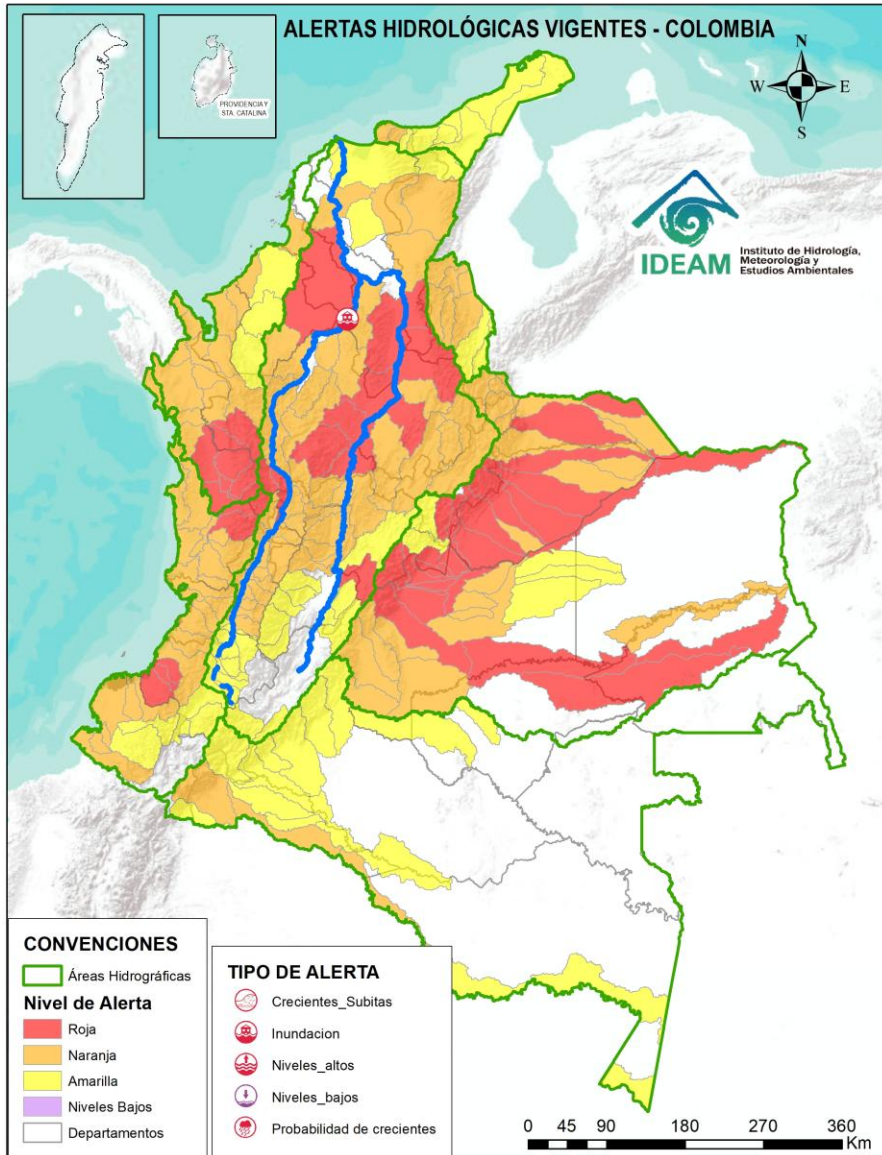 ALERTAS HIDROLÓGICAS VIGENTES - COLOMBIA
PROVIDENCIA Y
STA. CATALINA
N
W
E
S
IDEAM
Instituto de Hidrología,
Meteorología y
Estudios Ambientales
CONVENCIONES
Áreas Hidrográficas
Nivel de Alerta
Roja
Naranja
Amarilla
Niveles Bajos
Departamentos
TIPO DE ALERTA
Crecientes_Subitas
Inundacion
Niveles_altos
Niveles_bajos
Probabilidad de crecientes
0 45 90 180 270 360
Km